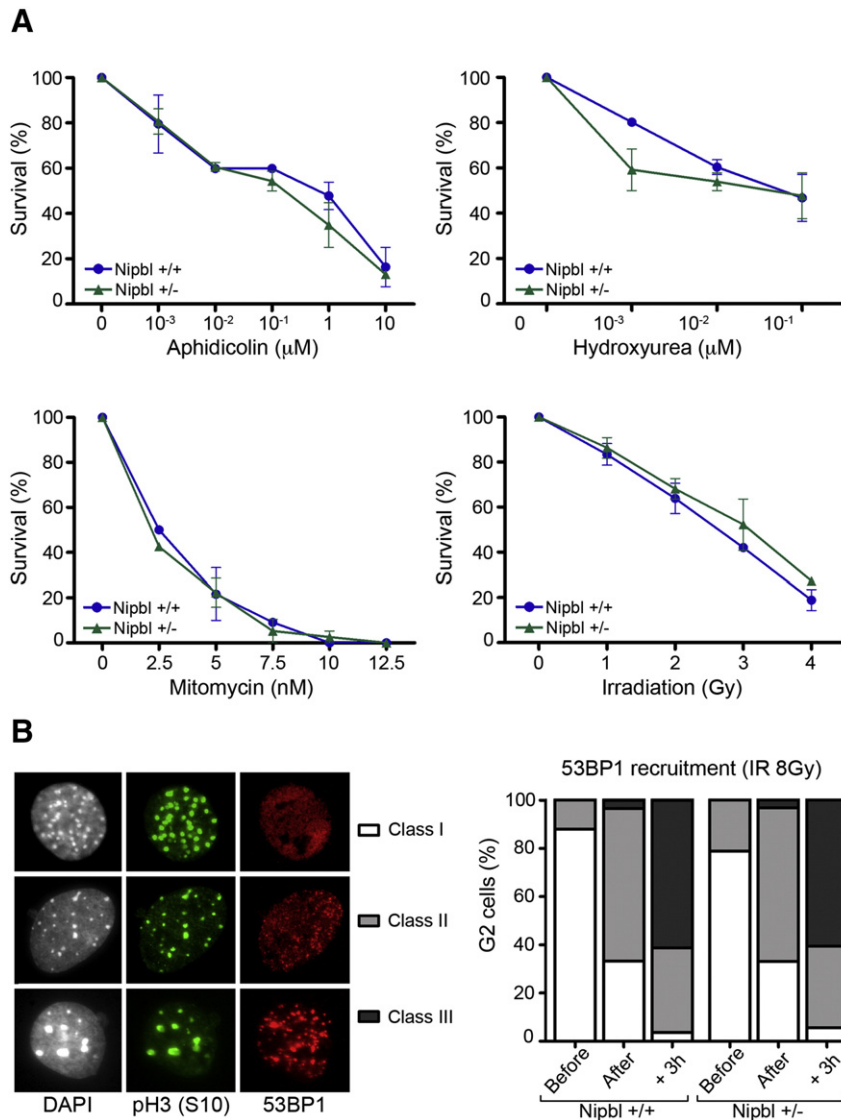 A
Survival (%)
100
80
60
40
20
0
Nipbl +/+
Nipbl +/-
0 10-3 10-2 10-1 1 10
Aphidicolin (μM)
Survival (%)
100
80
60
40
20
0
Nipbl +/+
Nipbl +/-
0 10-3 10-2 10-1
Hydroxyurea (μM)
Survival (%)
100
80
60
40
20
0
Nipbl +/+
Nipbl +/-
0 2.5 5 7.5 10 12.5
Mitomycin (nM)
Survival (%)
100
80
60
40
20
0
Nipbl +/+
Nipbl +/-
0 1 2 3 4
Irradiation (Gy)
B
Class I
Class II
Class III
DAPI pH3 (S10) 53BP1
53BP1 recruitment (IR 8Gy)
G2 cells (%)
100
80
60
40
20
0
Before After + 3h Before After + 3h
Nipbl +/+ Nipbl +/-